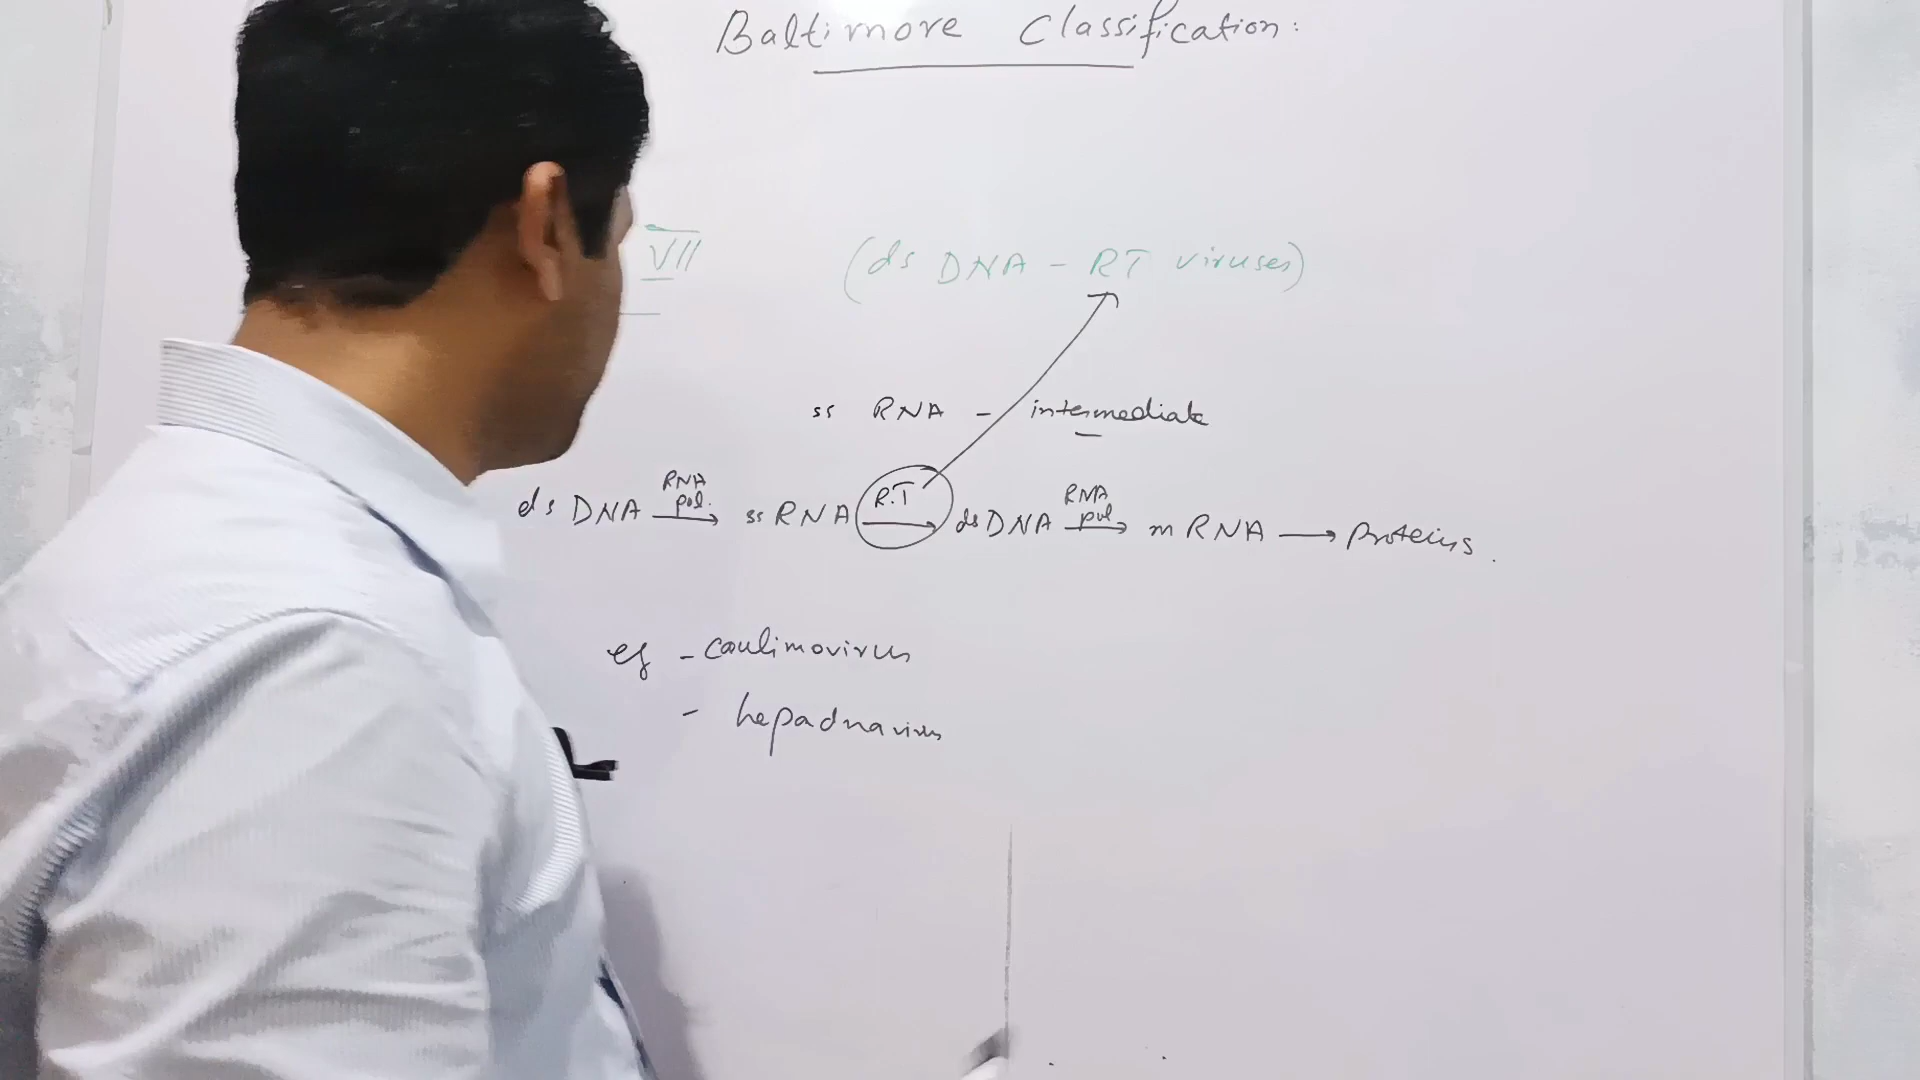 Baltimore Classification:
VII (ds DNA - RT viruses)
ss RNA - intermediate
ds DNA RNA pol. → ss RNA R.T → ds DNA RNA pol → mRNA → Proteins.
eg - caulimovirus
- hepadnavirus